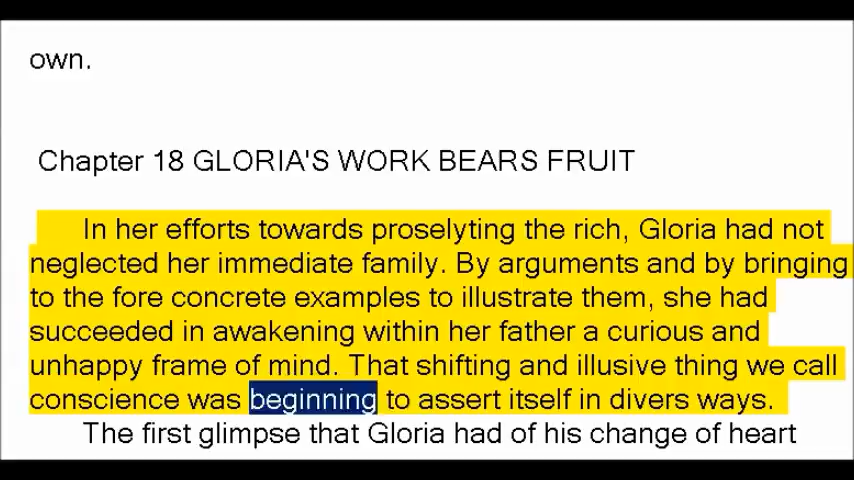 own.
Chapter 18 GLORIA'S WORK BEARS FRUIT
In her efforts towards proselyting the rich, Gloria had not
neglected her immediate family. By arguments and by bringing
to the fore concrete examples to illustrate them, she had
succeeded in awakening within her father a curious and
unhappy frame of mind. That shifting and illusive thing we call
conscience was beginning to assert itself in divers ways.
The first glimpse that Gloria had of his change of heart